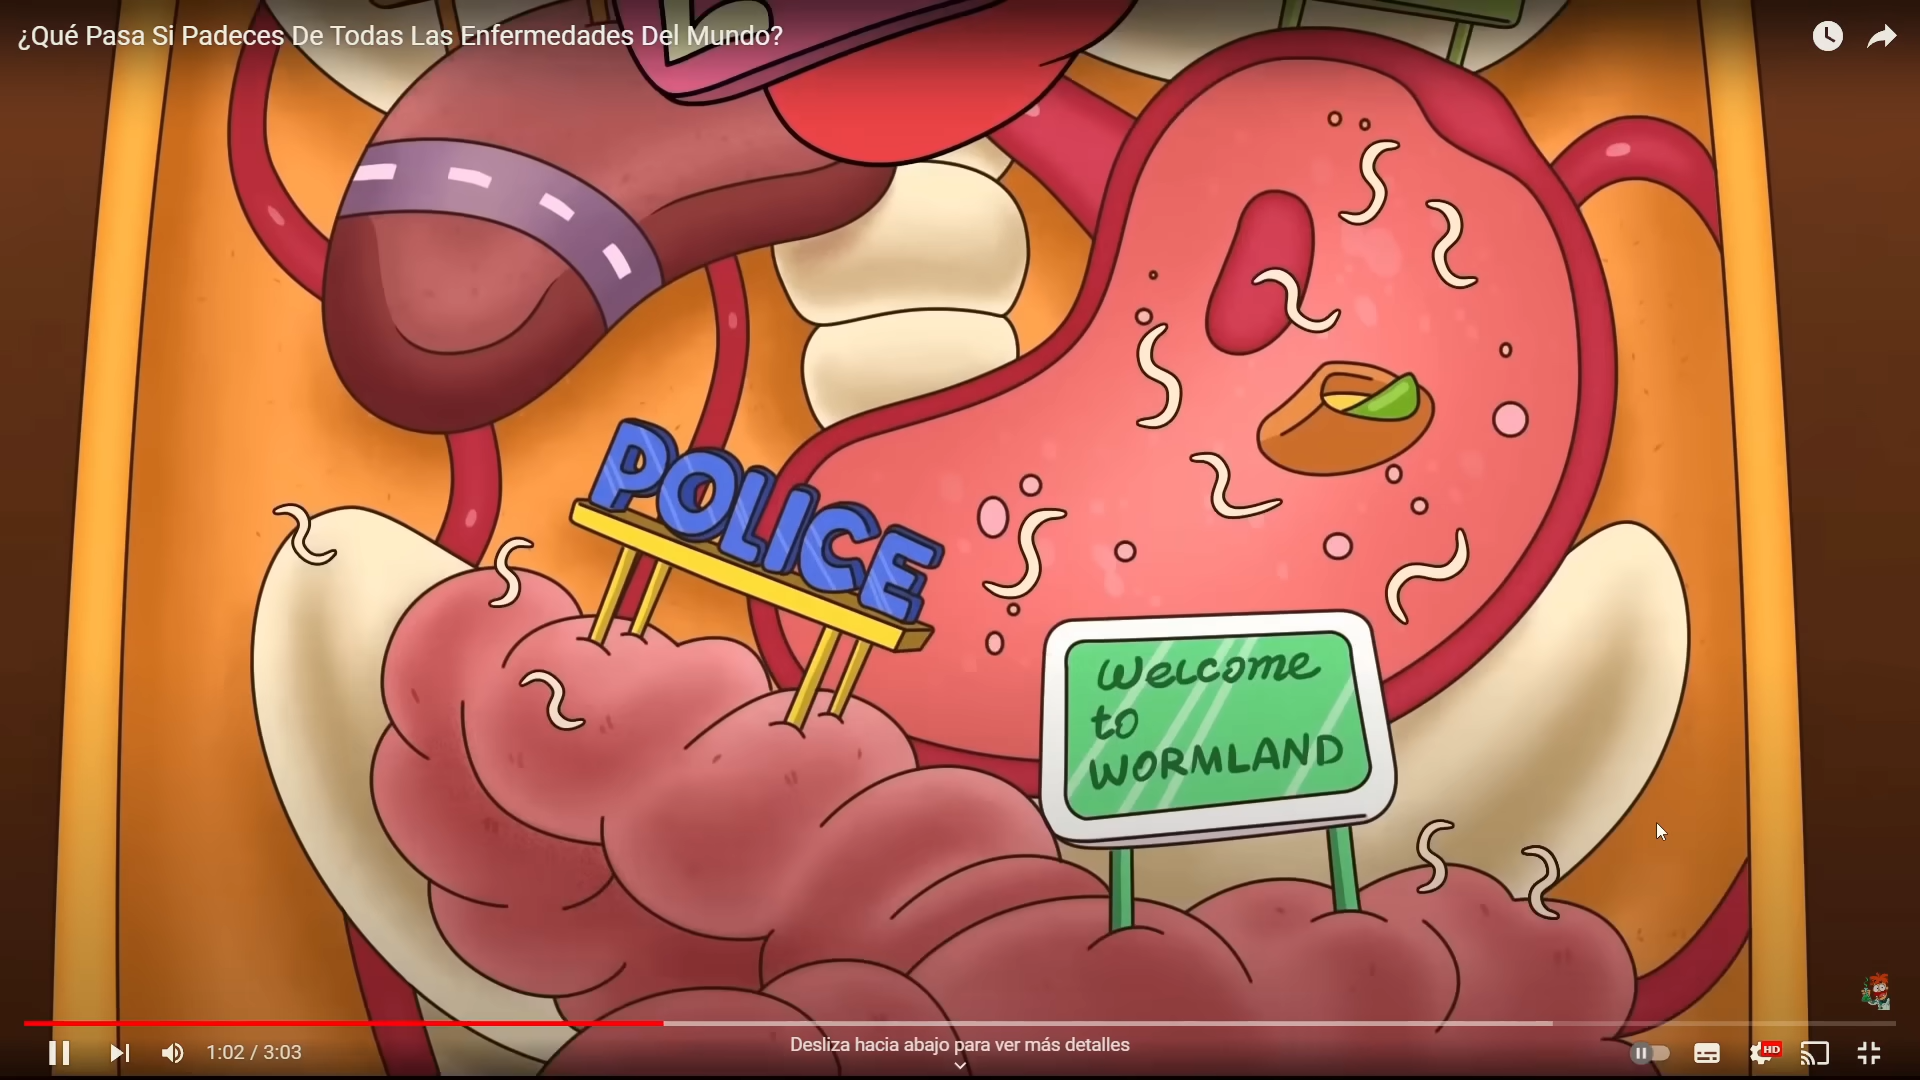 ¿Qué Pasa Si Padeces De Todas Las Enfermedades Del Mundo?
POLICE
Welcome
to
WORMLAND
1:02 / 3:03
Desliza hacia abajo para ver más detalles
HD